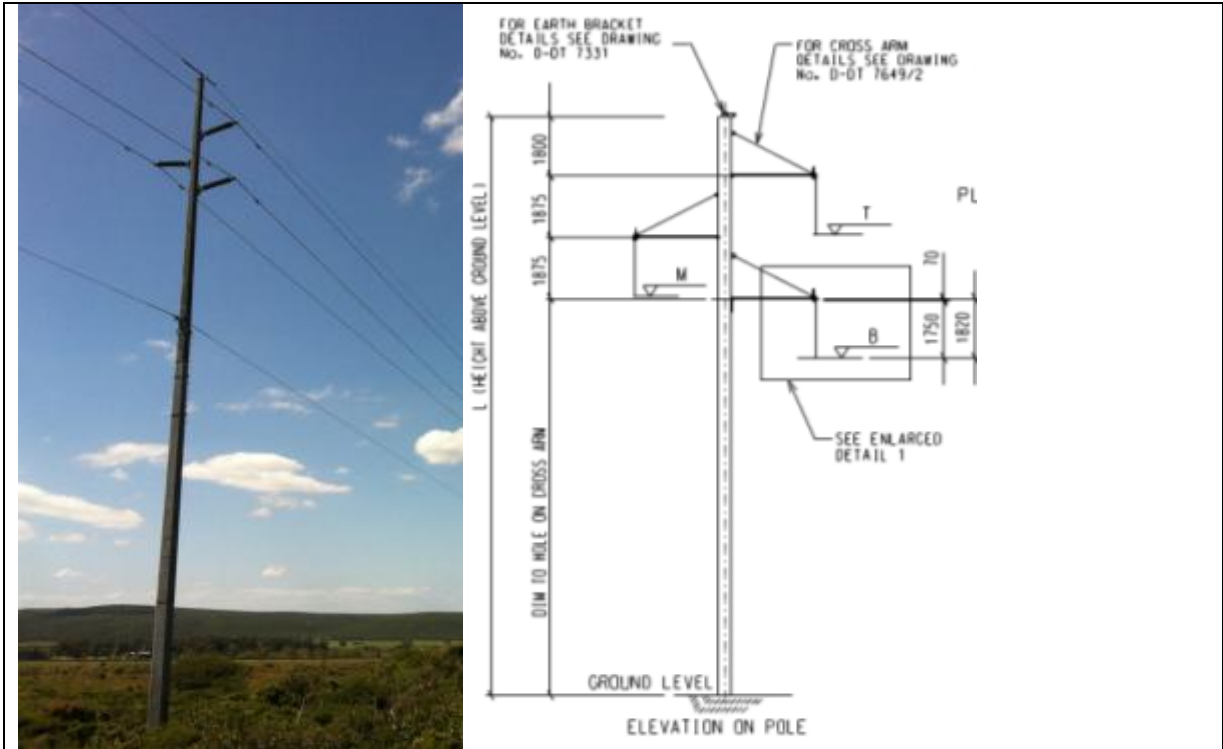 FOR EARTH BRACKET
DETAILS SEE DRAWING
No. D-DT 7331
FOR CROSS ARM
DETAILS SEE DRAWING
No. D-DT 7649/2
1800
1875
1875
L (HEIGHT ABOVE GROUND LEVEL)
DIM TO HOLE ON CROSS ARM
PL
T
M
B
70
1750
1820
SEE ENLARGED
DETAIL 1
GROUND LEVEL
ELEVATION ON POLE